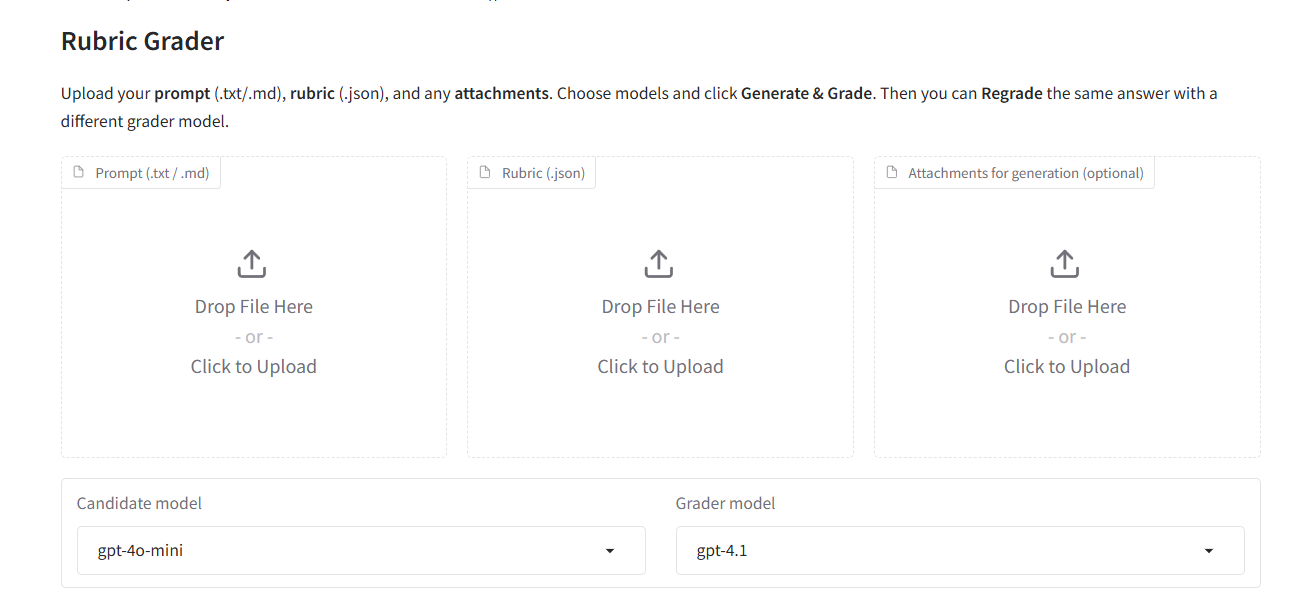 Rubric Grader
Upload your prompt (.txt/.md), rubric (.json), and any attachments. Choose models and click Generate & Grade. Then you can Regrade the same answer with a
different grader model.
Prompt (.txt / .md)
Rubric (.json)
Attachments for generation (optional)
Drop File Here
- or -
Click to Upload
Drop File Here
- or -
Click to Upload
Drop File Here
- or -
Click to Upload
Candidate model
Grader model
gpt-4o-mini
gpt-4.1